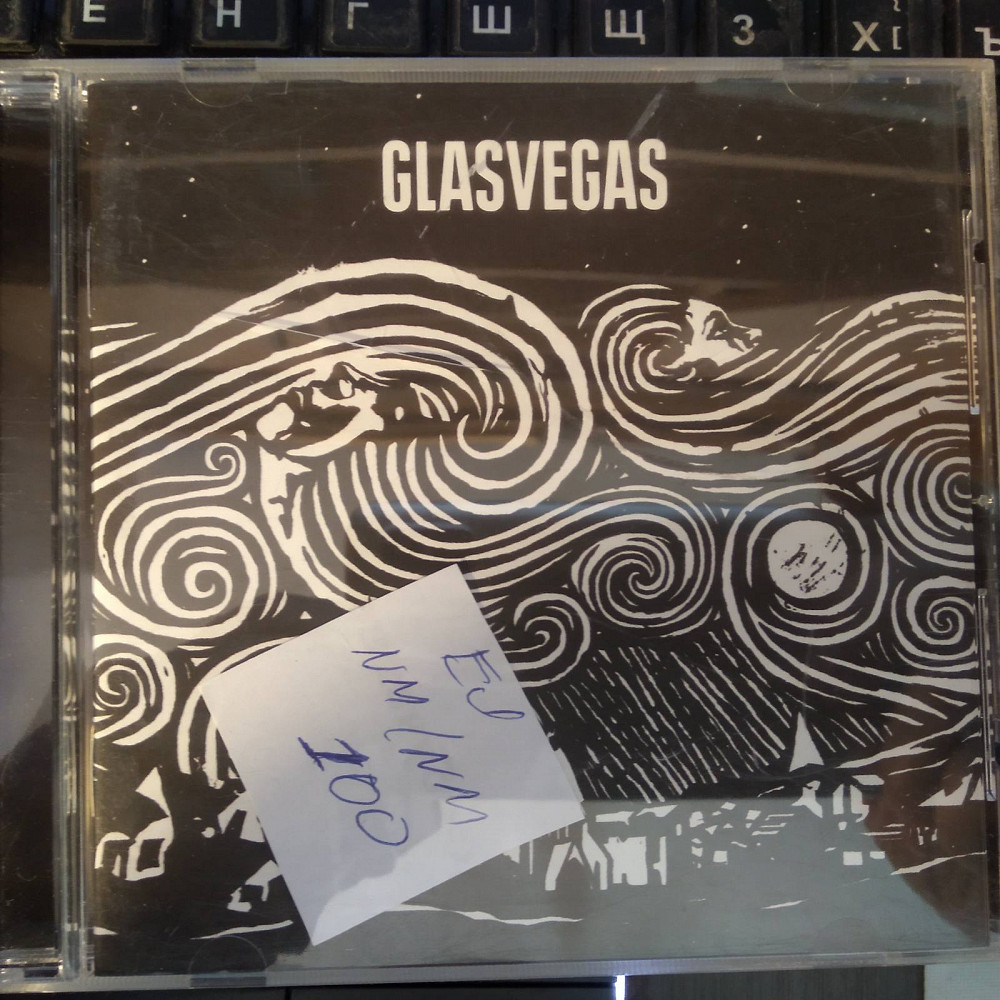 Е Н Г Ш Щ З Х { [ Ъ
GLASVEGAS
EU
NM/NM
100